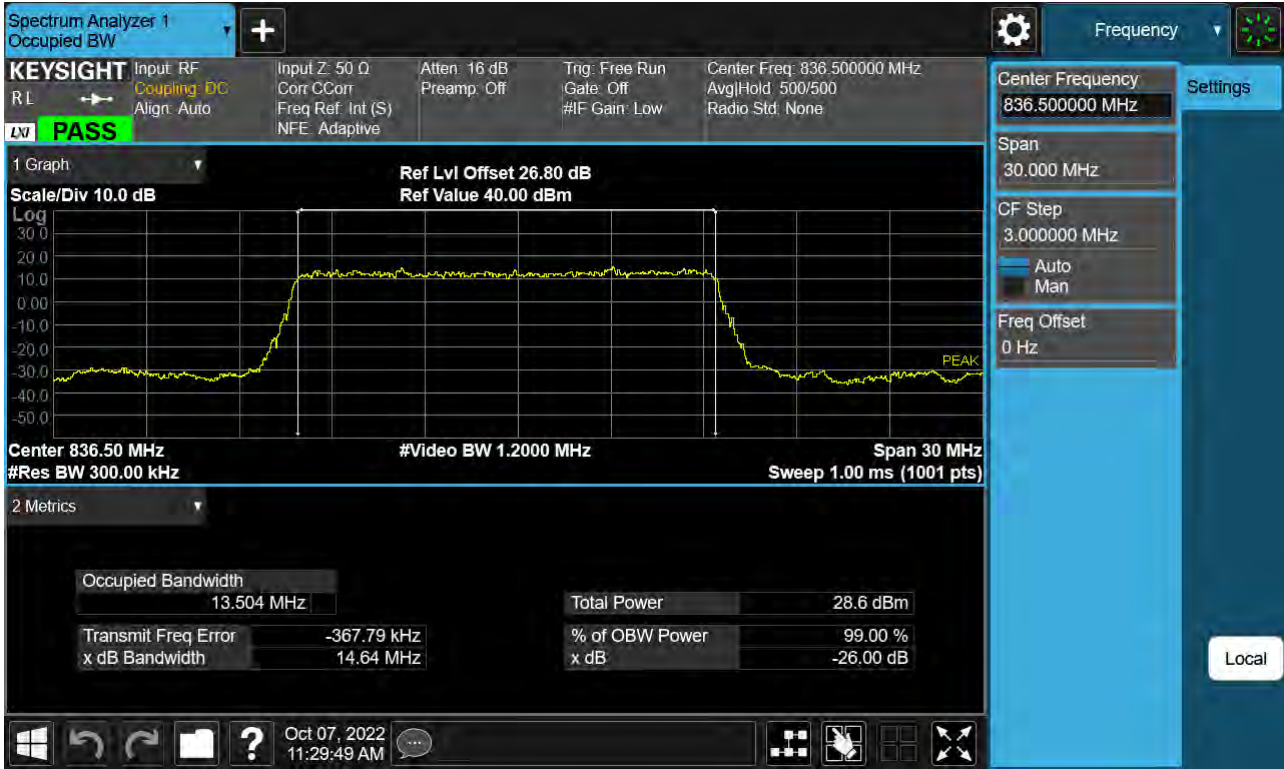 Spectrum Analyzer 1
Occupied BW
+
Frequency
KEYSIGHT
RL
LXI PASS
Input: RF
Coupling: DC
Align: Auto
Input Z: 50 Ω
Corr CCorr
Freq Ref: Int (S)
NFE: Adaptive
Atten: 16 dB
Preamp: Off
Trig: Free Run
Gate: Off
#IF Gain: Low
Center Freq: 836.500000 MHz
Avg|Hold: 500/500
Radio Std: None
Center Frequency
836.500000 MHz
Settings
Span
30.000 MHz
CF Step
3.000000 MHz
Auto
Man
Freq Offset
0 Hz
1 Graph
Scale/Div 10.0 dB
Ref Lvl Offset 26.80 dB
Ref Value 40.00 dBm
Log
30.0
20.0
10.0
0.00
-10.0
-20.0
-30.0
-40.0
-50.0
PEAK
Center 836.50 MHz
#Video BW 1.2000 MHz
Span 30 MHz
#Res BW 300.00 kHz
Sweep 1.00 ms (1001 pts)
2 Metrics
Occupied Bandwidth
13.504 MHz
Transmit Freq Error -367.79 kHz
x dB Bandwidth 14.64 MHz
Total Power 28.6 dBm
% of OBW Power 99.00 %
x dB -26.00 dB
Local
?
Oct 07, 2022
11:29:49 AM